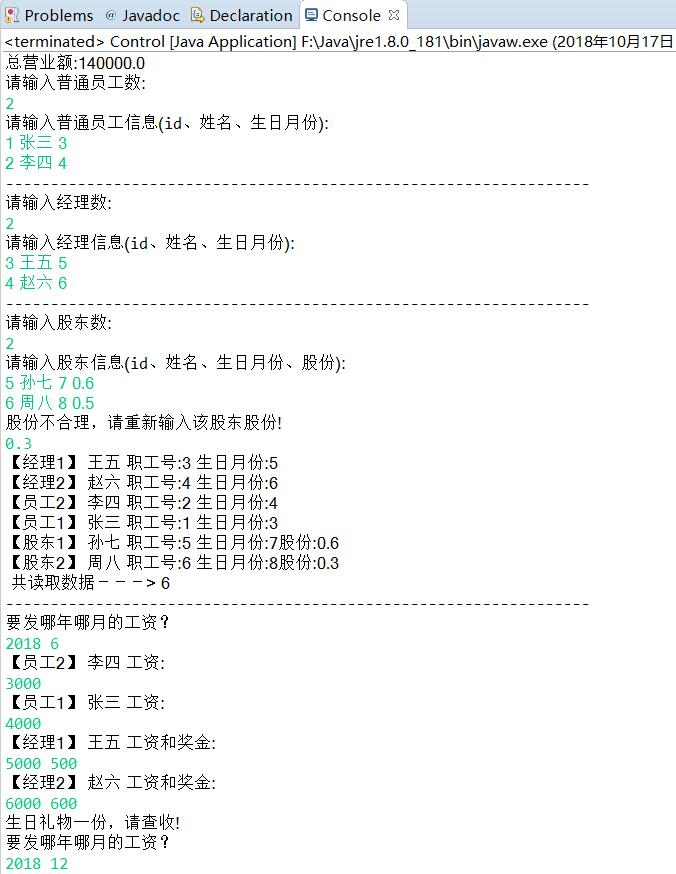 Problems @ Javadoc Declaration Console
<terminated> Control [Java Application] F:\Java\jre1.8.0_181\bin\javaw.exe (2018年10月17日
总营业额:140000.0
请输入普通员工数:
2
请输入普通员工信息(id、姓名、生日月份):
1 张三 3
2 李四 4
------------------------------------------------------------
请输入经理数:
2
请输入经理信息(id、姓名、生日月份):
3 王五 5
4 赵六 6
------------------------------------------------------------
请输入股东数:
2
请输入股东信息(id、姓名、生日月份、股份):
5 孙七 7 0.6
6 周八 8 0.5
股份不合理，请重新输入该股东股份!
0.3
【经理1】 王五 职工号:3 生日月份:5
【经理2】 赵六 职工号:4 生日月份:6
【员工2】 李四 职工号:2 生日月份:4
【员工1】 张三 职工号:1 生日月份:3
【股东1】 孙七 职工号:5 生日月份:7股份:0.6
【股东2】 周八 职工号:6 生日月份:8股份:0.3
共读取数据－－－> 6
------------------------------------------------------------
要发哪年哪月的工资？
2018 6
【员工2】 李四 工资:
3000
【员工1】 张三 工资:
4000
【经理1】 王五 工资和奖金:
5000 500
【经理2】 赵六 工资和奖金:
6000 600
生日礼物一份，请查收!
要发哪年哪月的工资？
2018 12